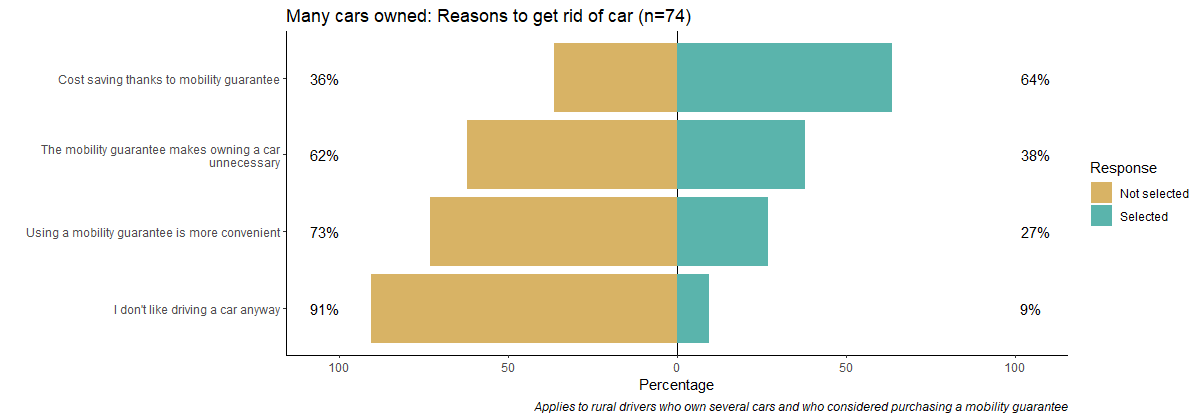 Many cars owned: Reasons to get rid of car (n=74)
Cost saving thanks to mobility guarantee
36%
64%
The mobility guarantee makes owning a car
unnecessary
62%
38%
Using a mobility guarantee is more convenient
73%
27%
I don't like driving a car anyway
91%
9%
100
50
0
50
100
Percentage
Response
Not selected
Selected
Applies to rural drivers who own several cars and who considered purchasing a mobility guarantee